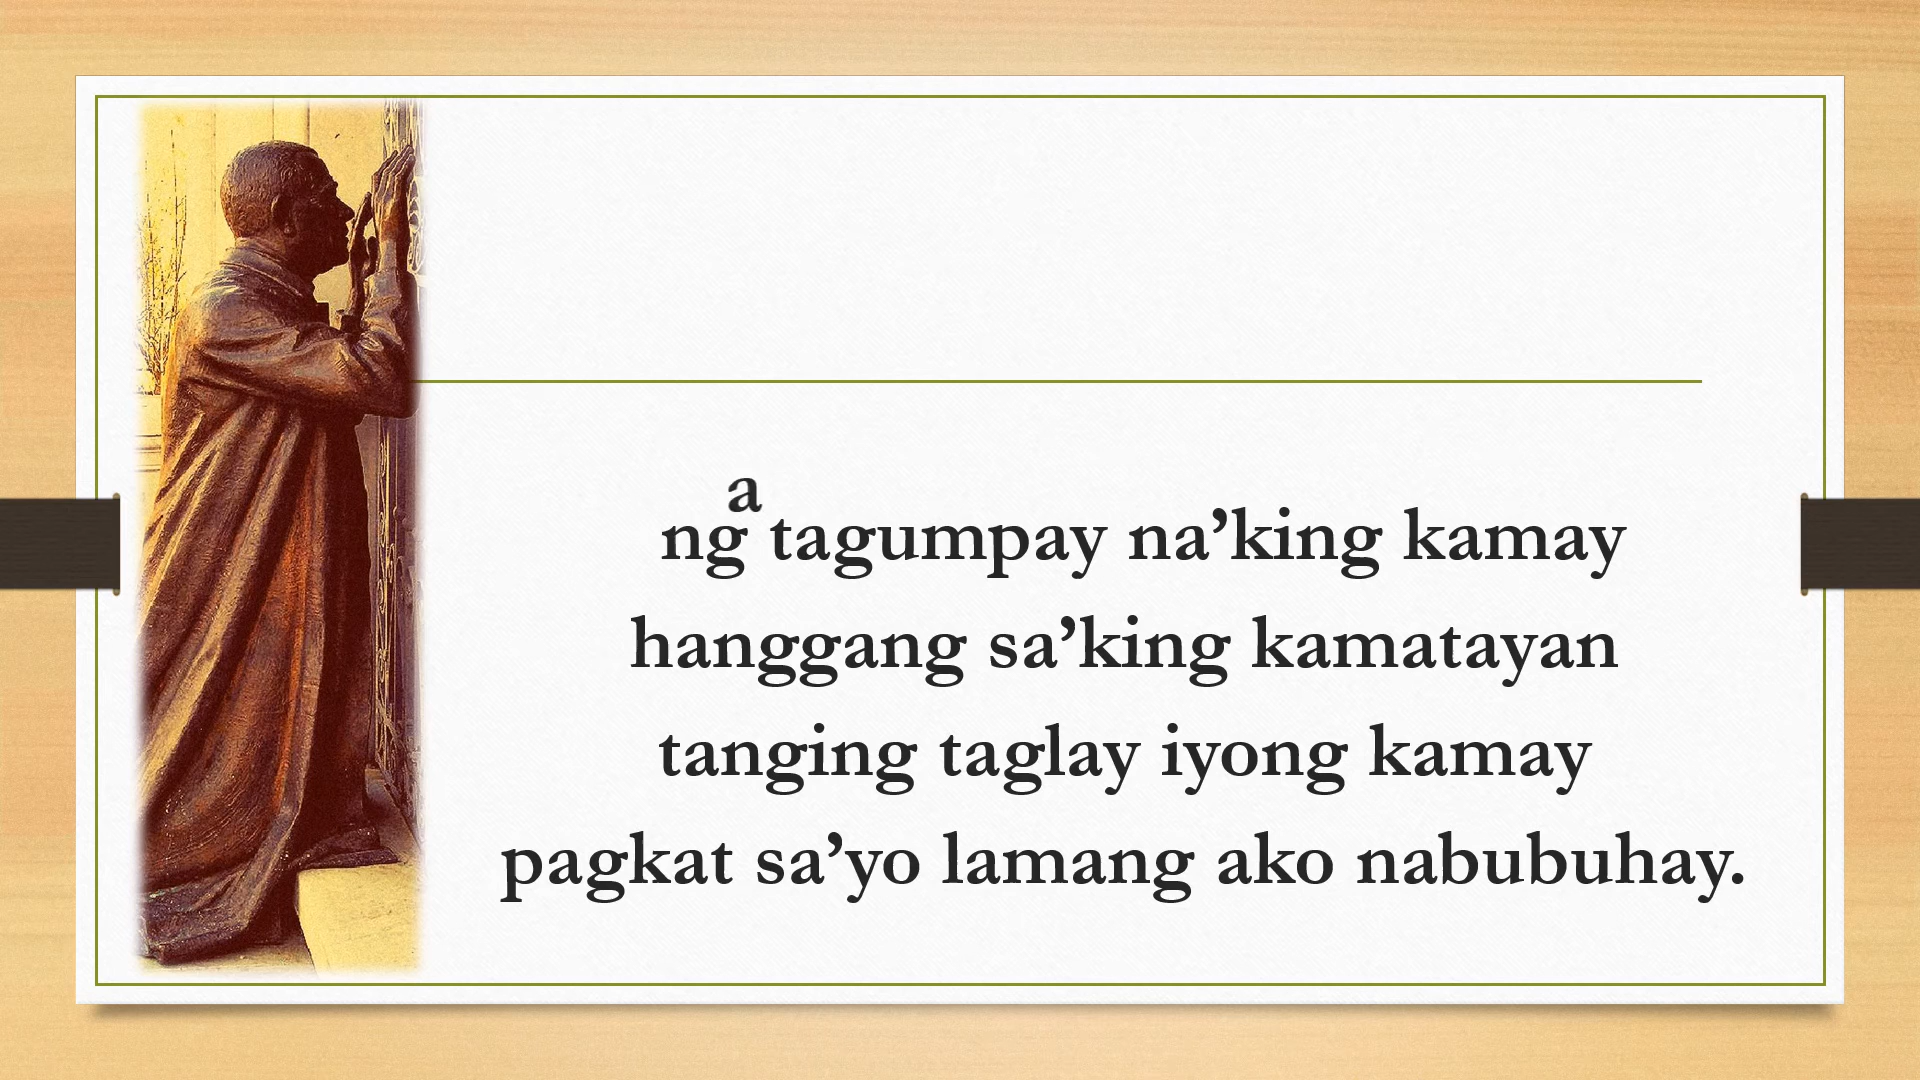 a
ng tagumpay na’king kamay
hanggang sa’king kamatayan
tanging taglay iyong kamay
pagkat sa’yo lamang ako nabubuhay.